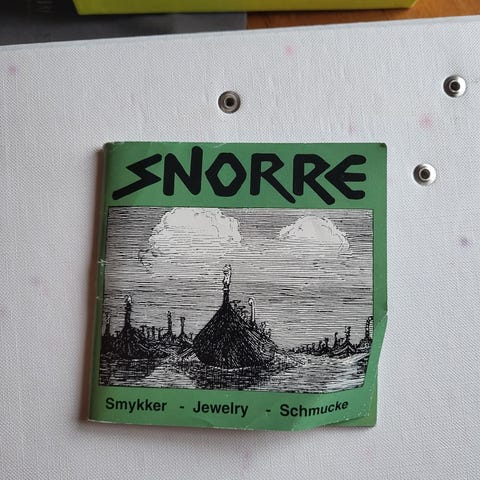 SNORRE
Smykker - Jewelry - Schmucke